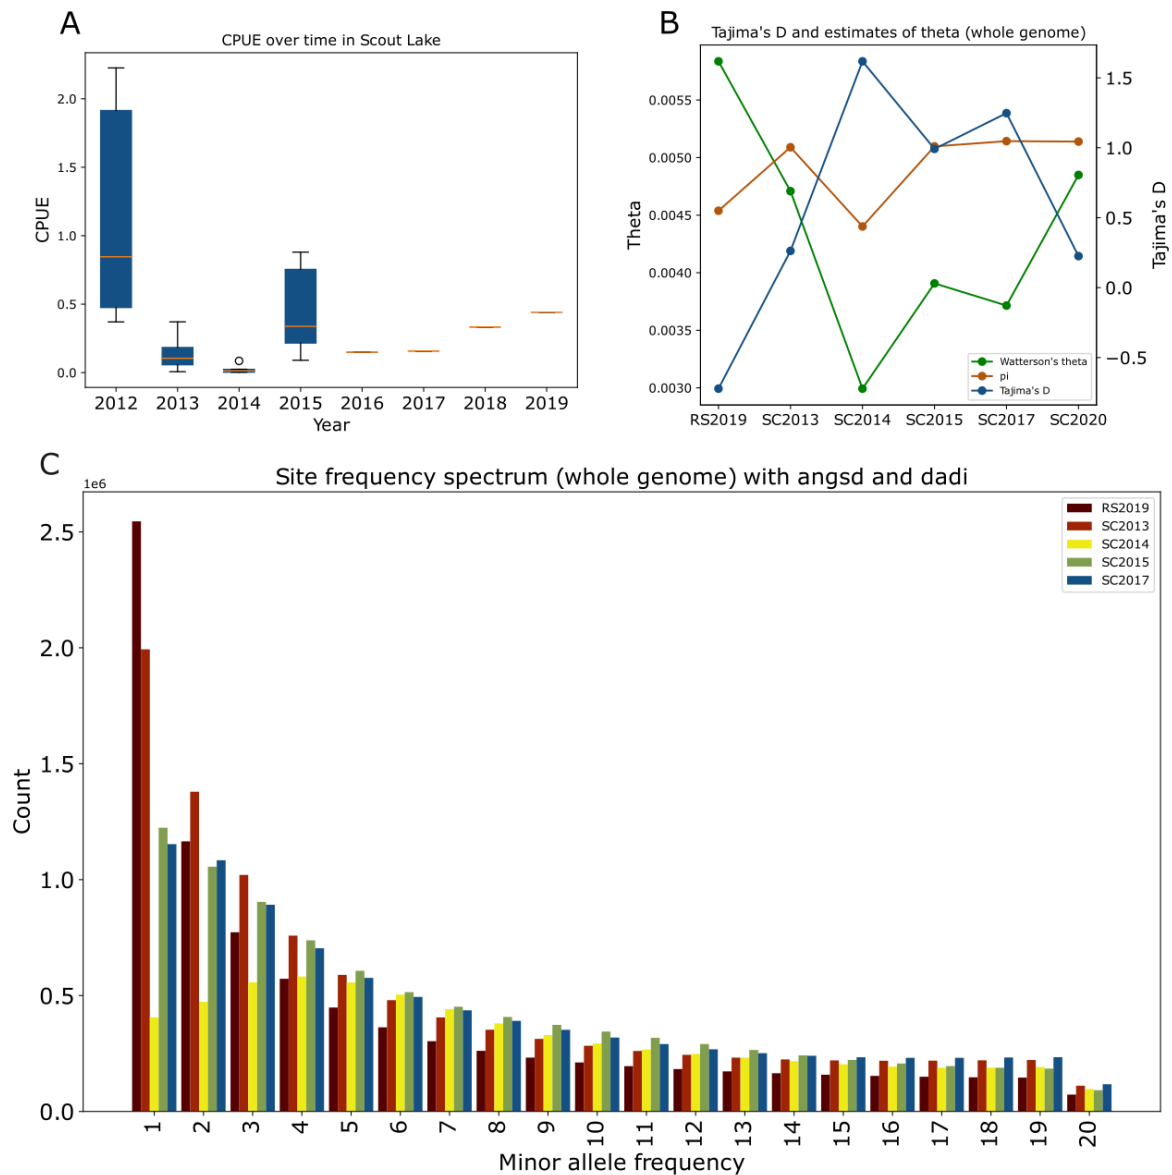 A
CPUE over time in Scout Lake
CPUE
2.0
1.5
1.0
0.5
0.0
2012 2013 2014 2015 2016 2017 2018 2019
Year
B
Tajima's D and estimates of theta (whole genome)
Theta
0.0055
0.0050
0.0045
0.0040
0.0035
0.0030
1.5
1.0
0.5
0.0
−0.5
Tajima's D
Watterson's theta
pi
Tajima's D
RS2019 SC2013 SC2014 SC2015 SC2017 SC2020
C
Site frequency spectrum (whole genome) with angsd and dadi
1e6
Count
2.5
2.0
1.5
1.0
0.5
0.0
RS2019
SC2013
SC2014
SC2015
SC2017
1 2 3 4 5 6 7 8 9 10 11 12 13 14 15 16 17 18 19 20
Minor allele frequency